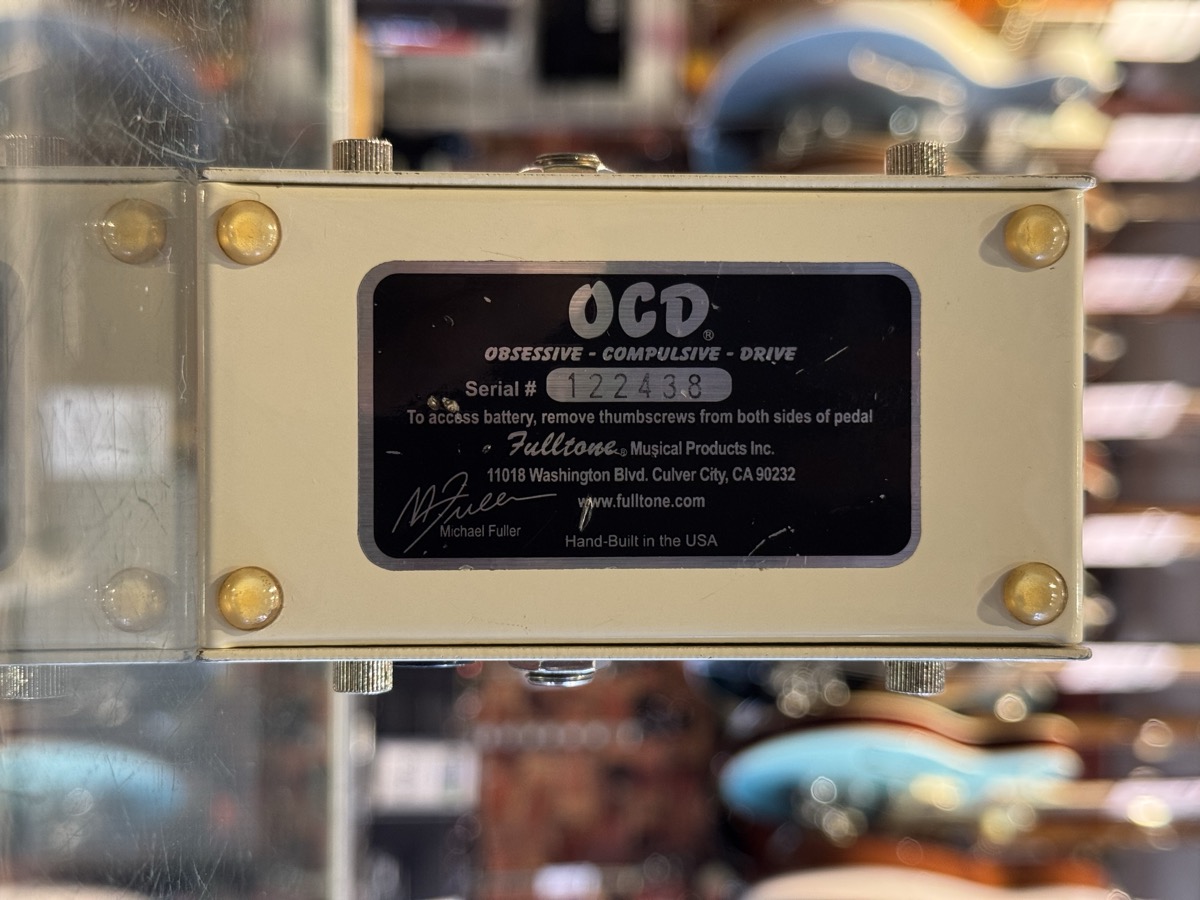 OCD®
OBSESSIVE - COMPULSIVE - DRIVE
Serial # 122438
To access battery, remove thumbscrews from both sides of pedal
Fulltone® Musical Products Inc.
11018 Washington Blvd. Culver City, CA 90232
www.fulltone.com
M Fuller
Michael Fuller
Hand-Built in the USA